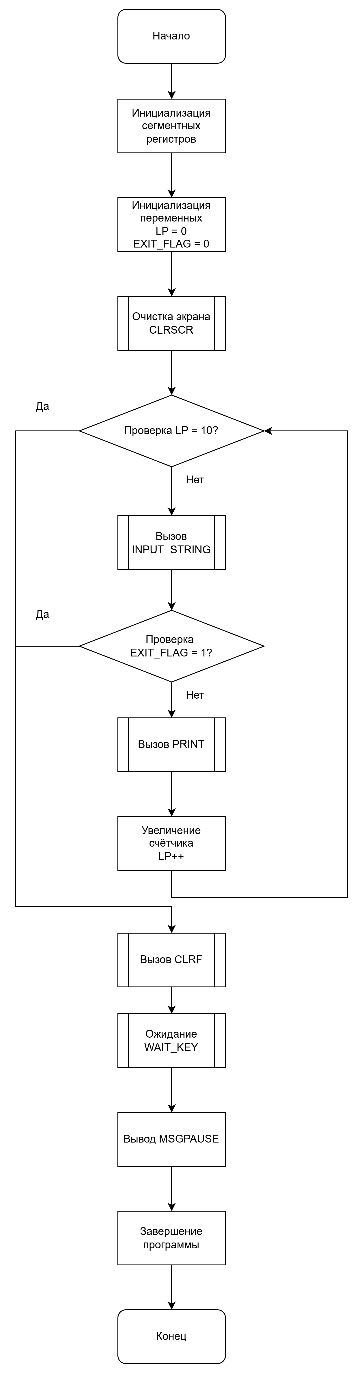 Начало
Инициализация
сегментных
регистров
Инициализация
переменных
LP = 0
EXIT_FLAG = 0
Очистка экрана
CLRSCR
Да
Проверка LP = 10?
Нет
Вызов
INPUT_STRING
Да
Проверка
EXIT_FLAG = 1?
Нет
Вызов PRINT
Увеличение
счётчика
LP++
Вызов CLRF
Ожидание
WAIT_KEY
Вывод MSGPAUSE
Завершение
программы
Конец